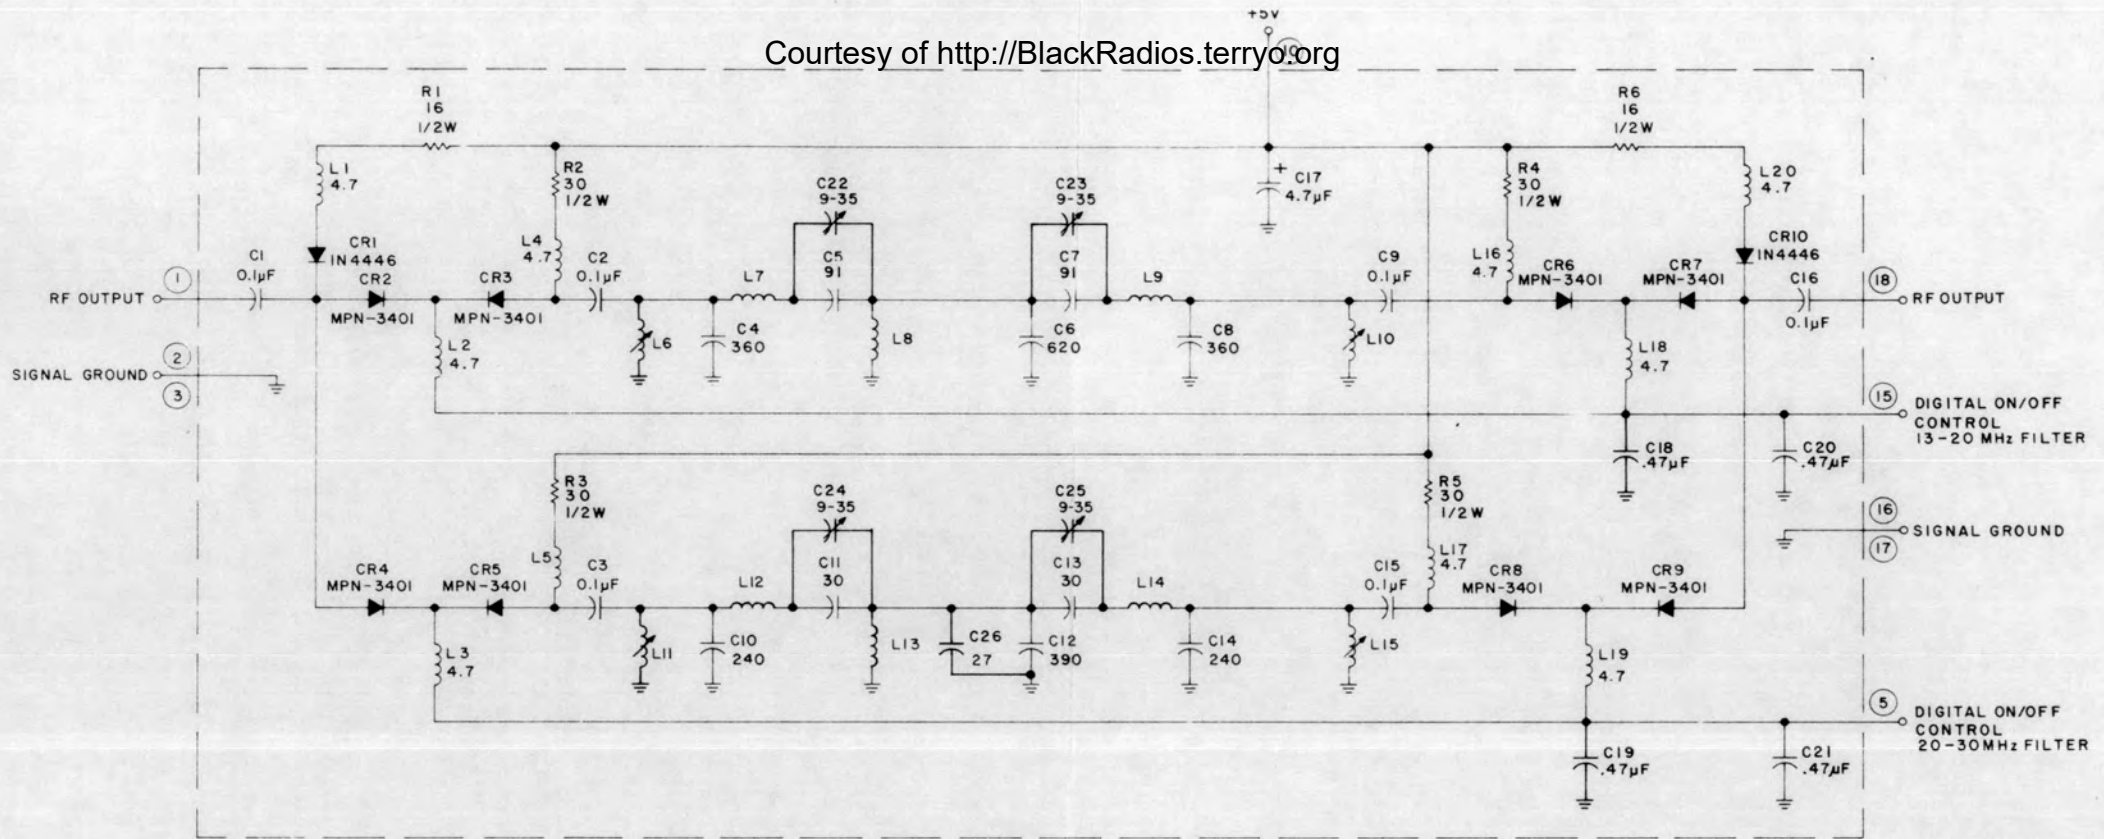 +5V
19
Courtesy of http://BlackRadios.terryo.org
R1
16
1/2W
R6
16
1/2W
L1
4.7
R2
30
1/2W
C22
9-35
C23
9-35
+
C17
4.7µF
R4
30
1/2W
L20
4.7
C1
0.1µF
CR1
IN4446
CR2
MPN-3401
CR3
MPN-3401
L4
4.7
C2
0.1µF
L7
C5
91
C7
91
L9
C9
0.1µF
L16
4.7
CR6
MPN-3401
CR7
MPN-3401
CR10
IN4446
C16
0.1µF
RF OUTPUT
1
18
RF OUTPUT
L2
4.7
L6
C4
360
L8
C6
620
C8
360
L10
L18
4.7
SIGNAL GROUND
2
3
15
DIGITAL ON/OFF
CONTROL
13-20 MHz FILTER
C18
.47µF
C20
.47µF
R3
30
1/2W
C24
9-35
C25
9-35
R5
30
1/2W
16
SIGNAL GROUND
17
CR4
MPN-3401
CR5
MPN-3401
L5
C3
0.1µF
L12
C11
30
C13
30
L14
C15
0.1µF
L17
4.7
CR8
MPN-3401
CR9
MPN-3401
L3
4.7
L11
C10
240
L13
C26
27
C12
390
C14
240
L15
L19
4.7
5
DIGITAL ON/OFF
CONTROL
20-30MHz FILTER
C19
.47µF
C21
.47µF